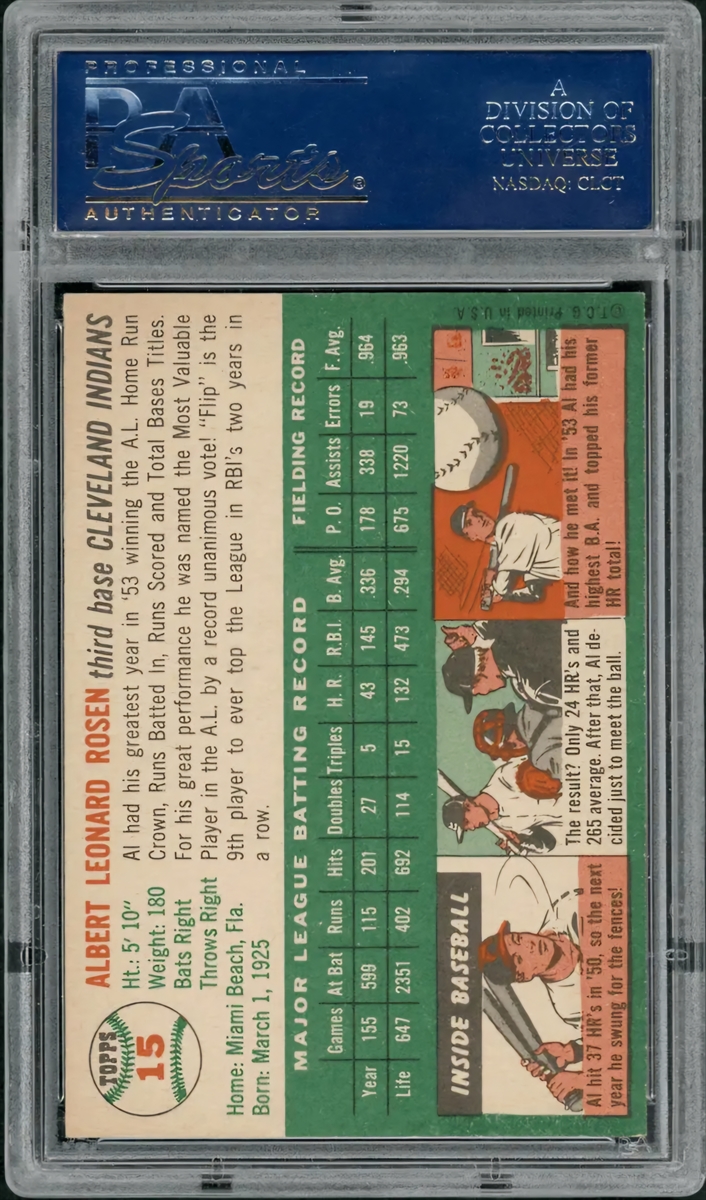 PROFESSIONAL
PSA
Sports®
AUTHENTICATOR
A
DIVISION OF
COLLECTORS
UNIVERSE
NASDAQ: CLCT
TOPPS
15
ALBERT LEONARD ROSEN third base CLEVELAND INDIANS
Ht.: 5' 10"
Weight: 180
Bats Right
Throws Right
Home: Miami Beach, Fla.
Born: March 1, 1925
Al had his greatest year in '53 winning the A.L. Home Run
Crown, Runs Batted In, Runs Scored and Total Bases Titles.
For his great performance he was named the Most Valuable
Player in the A.L. by a record unanimous vote! "Flip" is the
9th player to ever top the League in RBI's two years in
a row.
MAJOR LEAGUE BATTING RECORD FIELDING RECORD
Games At Bat Runs Hits Doubles Triples H. R. R.B.I. B. Avg. P. O. Assists Errors F. Avg.
Year 155 599 115 201 27 5 43 145 .336 178 338 19 .964
Life 647 2351 402 692 114 15 132 473 .294 675 1220 73 .963
INSIDE BASEBALL
Al hit 37 HR's in '50, so the next
year he swung for the fences!
The result? Only 24 HR's and
265 average. After that, Al de-
cided just to meet the ball.
And how he met it! In '53 Al had his
highest B.A. and topped his former
HR total!
©T.C.G. Printed in U.S.A.
PSA